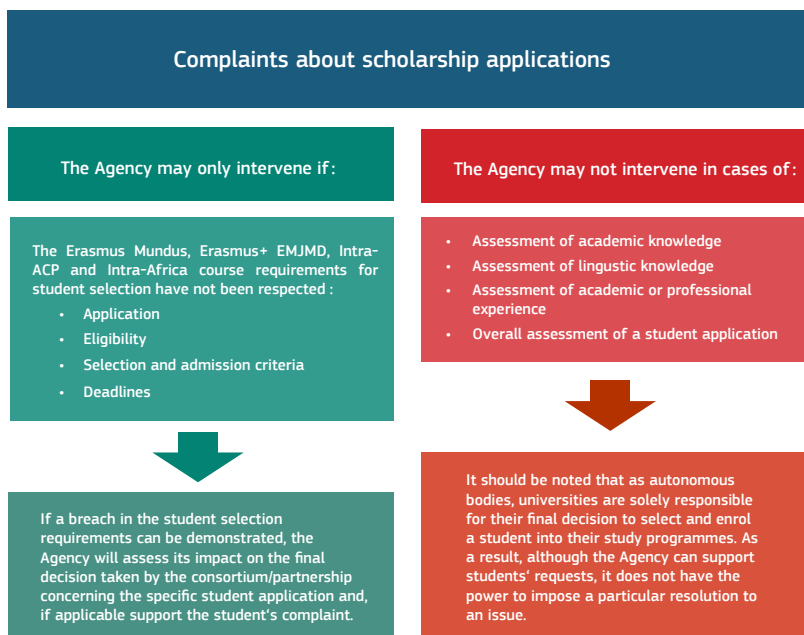 Complaints about scholarship applications
The Agency may only intervene if:
The Erasmus Mundus, Erasmus+ EMJMD, Intra-
ACP and Intra-Africa course requirements for
student selection have not been respected :
• Application
• Eligibility
• Selection and admission criteria
• Deadlines
If a breach in the student selection
requirements can be demonstrated, the
Agency will assess its impact on the final
decision taken by the consortium/partnership
concerning the specific student application and,
if applicable support the student's complaint.
The Agency may not intervene in cases of:
• Assessment of academic knowledge
• Assessment of lingustic knowledge
• Assessment of academic or professional
experience
• Overall assessment of a student application
It should be noted that as autonomous
bodies, universities are solely responsible
for their final decision to select and enrol
a student into their study programmes. As
a result, although the Agency can support
students' requests, it does not have the
power to impose a particular resolution to
an issue.